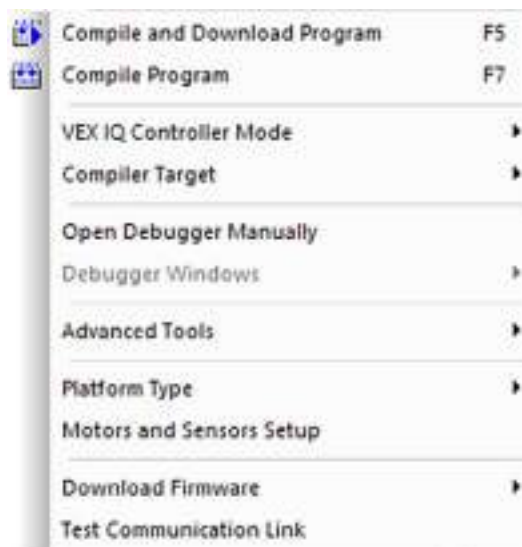 Compile and Download Program F5
Compile Program F7
VEX IQ Controller Mode
Compiler Target
Open Debugger Manually
Debugger Windows
Advanced Tools
Platform Type
Motors and Sensors Setup
Download Firmware
Test Communication Link